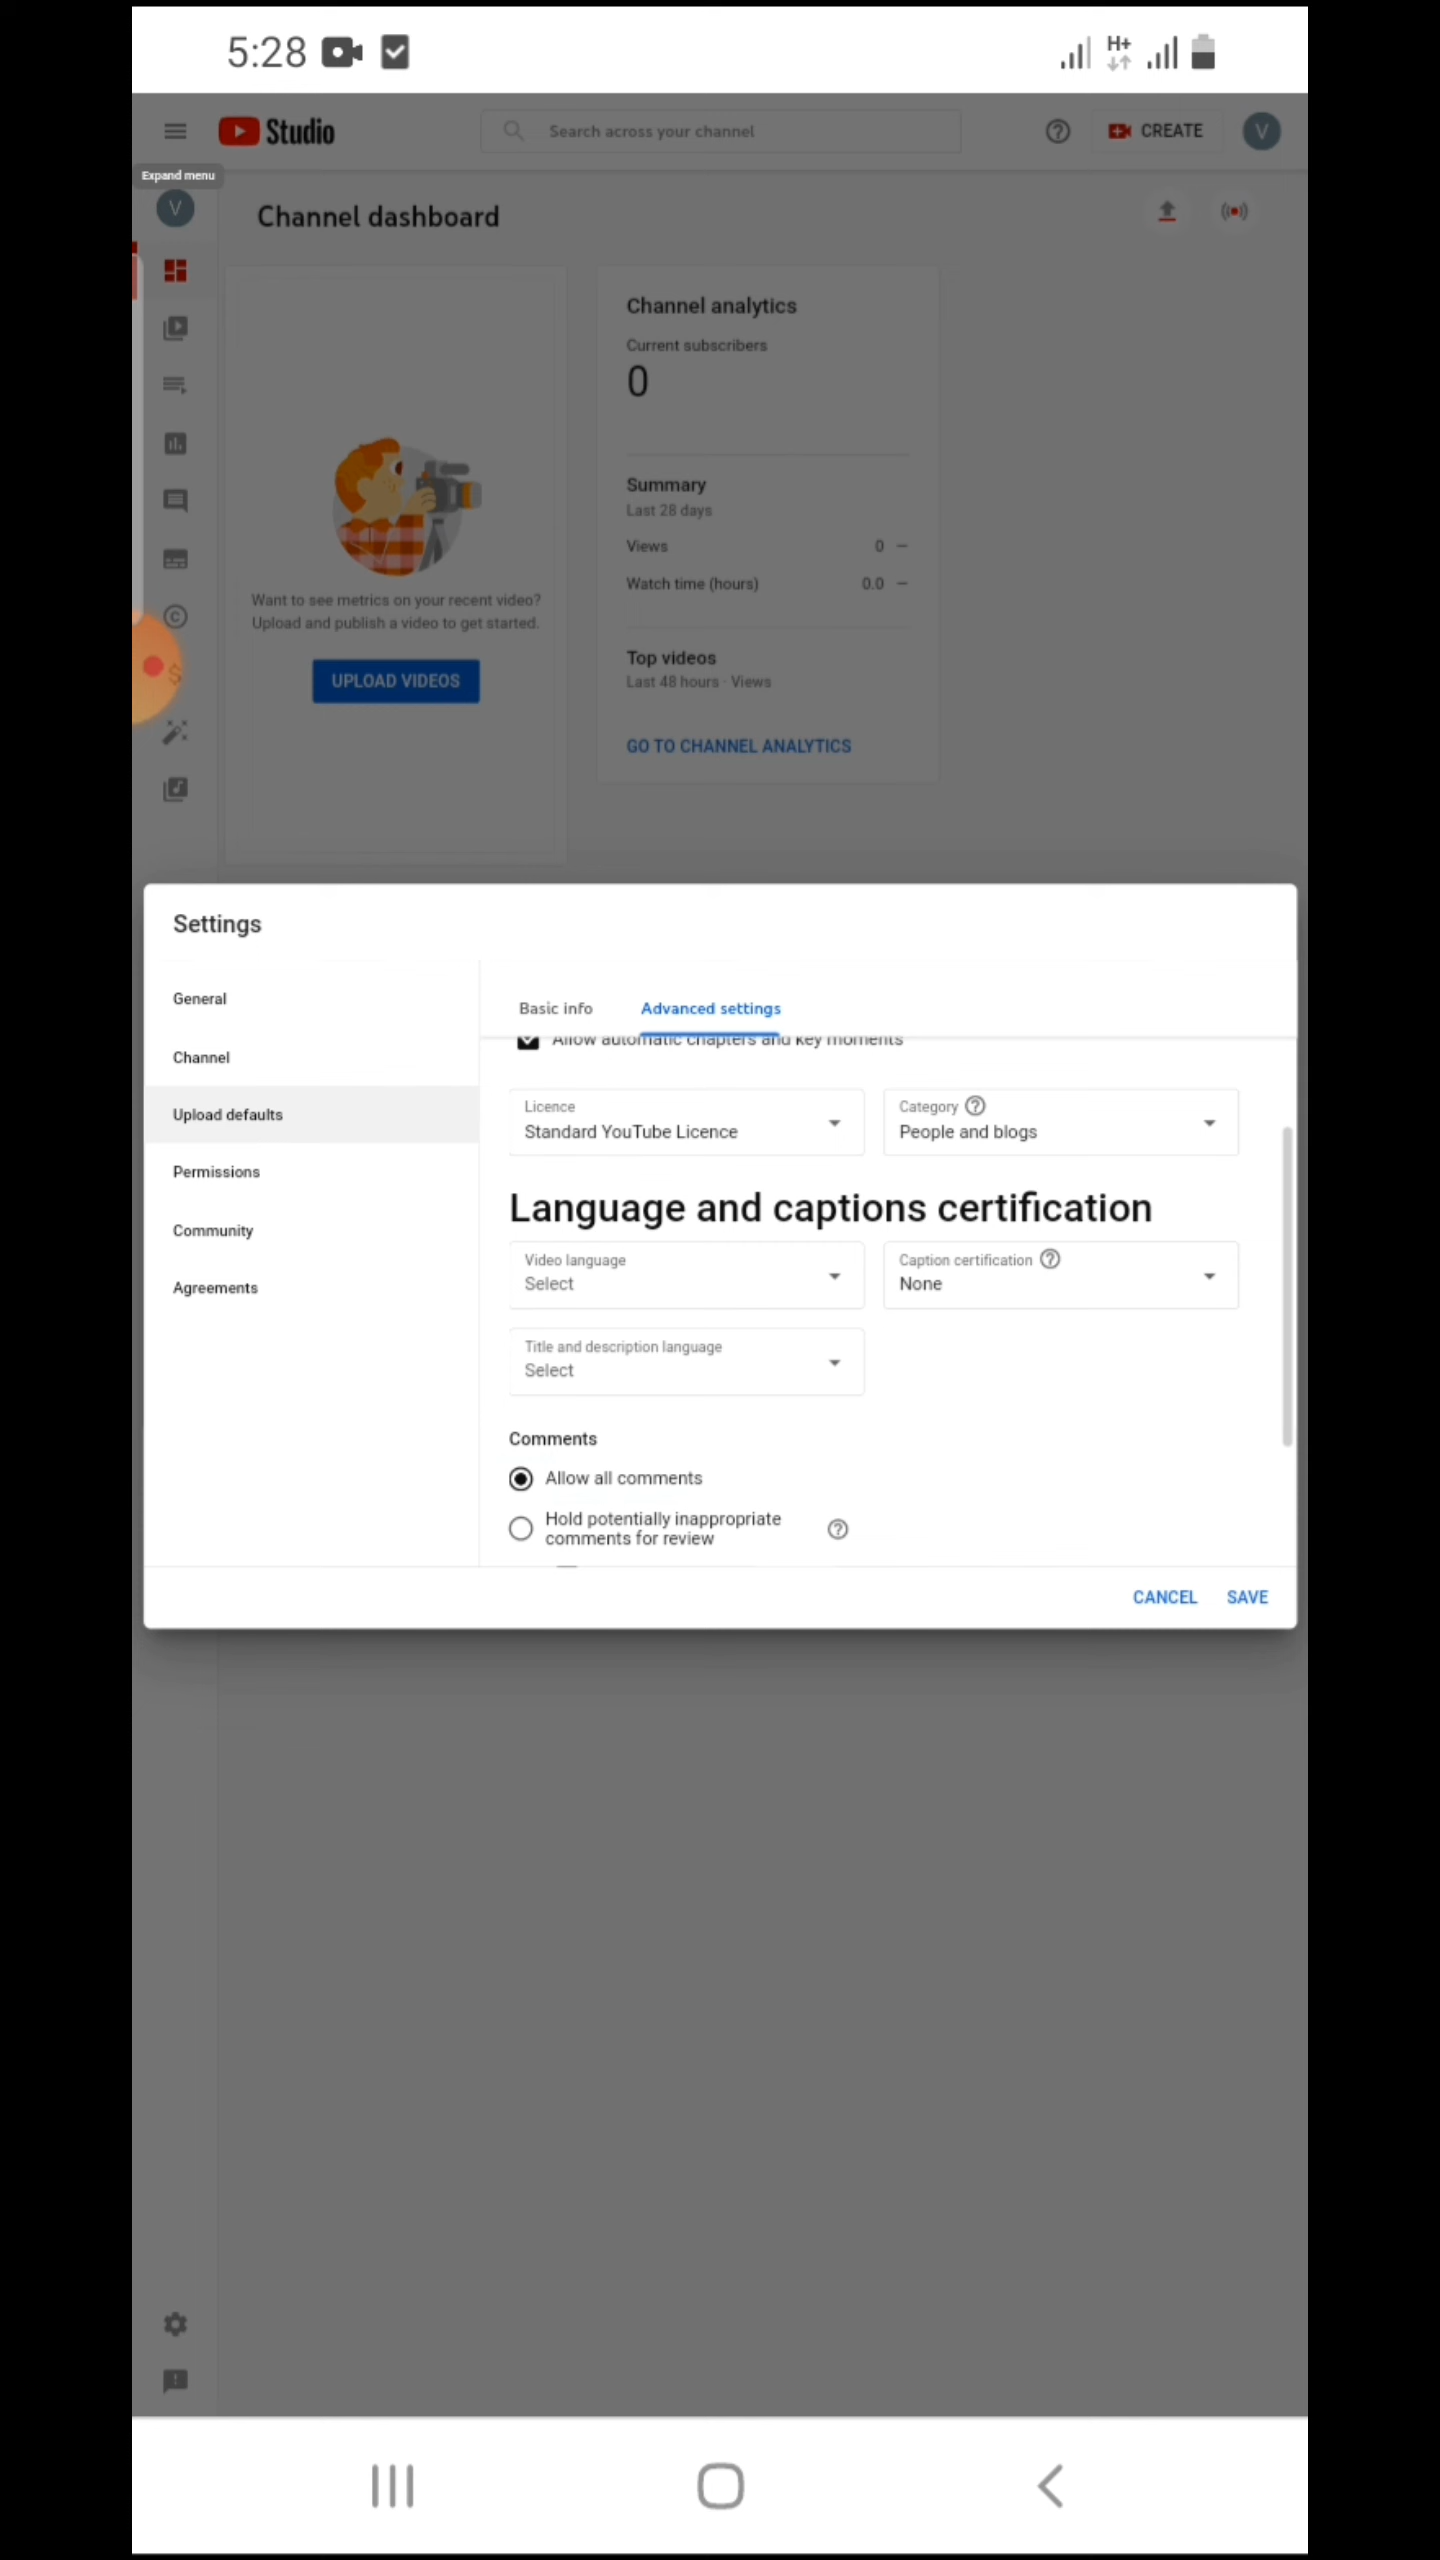 5:28
H+
Studio
Search across your channel
CREATE
V
Expand menu
V
Channel dashboard
Channel analytics
Current subscribers
0
Summary
Last 28 days
Views 0 —
Watch time (hours) 0.0 —
Want to see metrics on your recent video?
Upload and publish a video to get started.
UPLOAD VIDEOS
Top videos
Last 48 hours · Views
GO TO CHANNEL ANALYTICS
$
Settings
General
Channel
Upload defaults
Permissions
Community
Agreements
Basic info
Advanced settings
Allow automatic chapters and key moments
Licence
Standard YouTube Licence
Category
People and blogs
Language and captions certification
Video language
Select
Caption certification
None
Title and description language
Select
Comments
Allow all comments
Hold potentially inappropriate
comments for review
CANCEL
SAVE